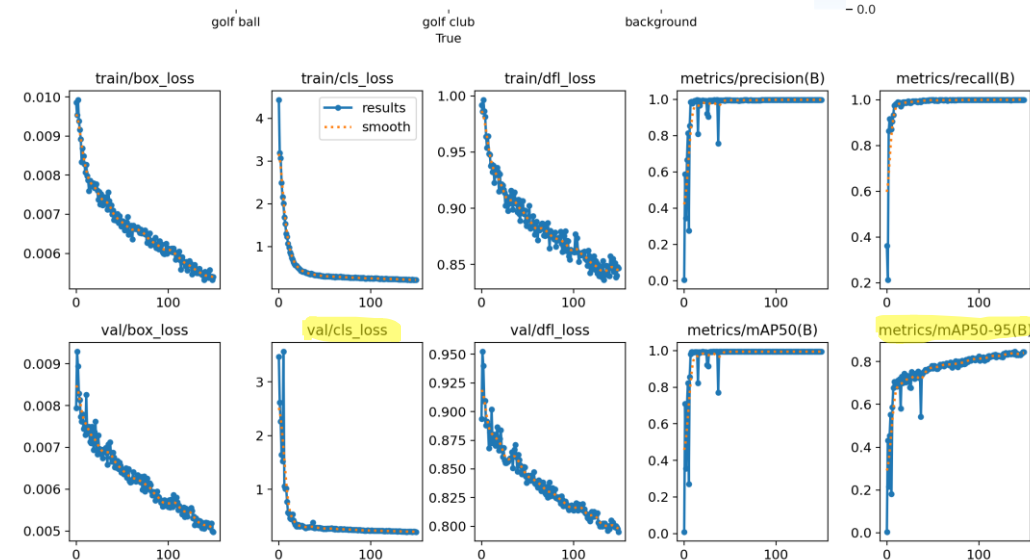 golf ball golf club background – 0.0
True
train/box_loss train/cls_loss train/dfl_loss metrics/precision(B) metrics/recall(B)
0.010 4 results 1.00 1.0 1.0
0.009 smooth 0.8 0.8
0.008 3 0.95 0.6 0.6
0.007 2 0.90 0.4 0.4
0.006 1 0.85 0.2 0.2
0.0
0 100 0 100 0 100 0 100 0 100
val/box_loss val/cls_loss val/dfl_loss metrics/mAP50(B) metrics/mAP50-95(B)
0.009 3 0.950 1.0 0.8
0.008 2 0.925 0.8 0.6
0.007 1 0.900 0.6 0.4
0.006 0.875 0.4 0.2
0.005 0.850 0.2 0.0
0.825 0.0
0.800
0 100 0 100 0 100 0 100 0 100